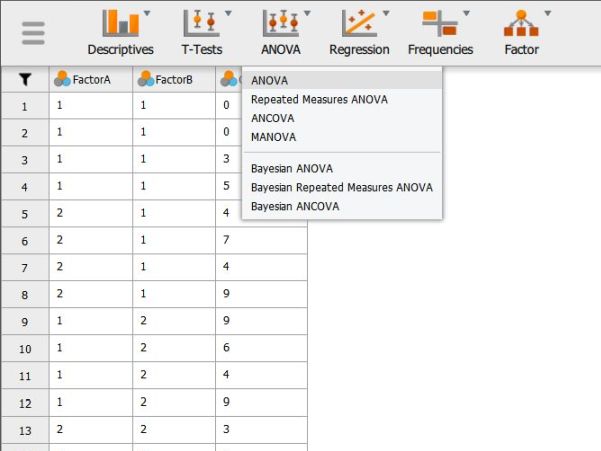 Descriptives T-Tests ANOVA Regression Frequencies Factor
FactorA FactorB
ANOVA
Repeated Measures ANOVA
ANCOVA
MANOVA
Bayesian ANOVA
Bayesian Repeated Measures ANOVA
Bayesian ANCOVA
1 1 1 0
2 1 1 0
3 1 1 3
4 1 1 5
5 2 1 4
6 2 1 7
7 2 1 4
8 2 1 9
9 1 2 9
10 1 2 6
11 1 2 4
12 1 2 9
13 2 2 3